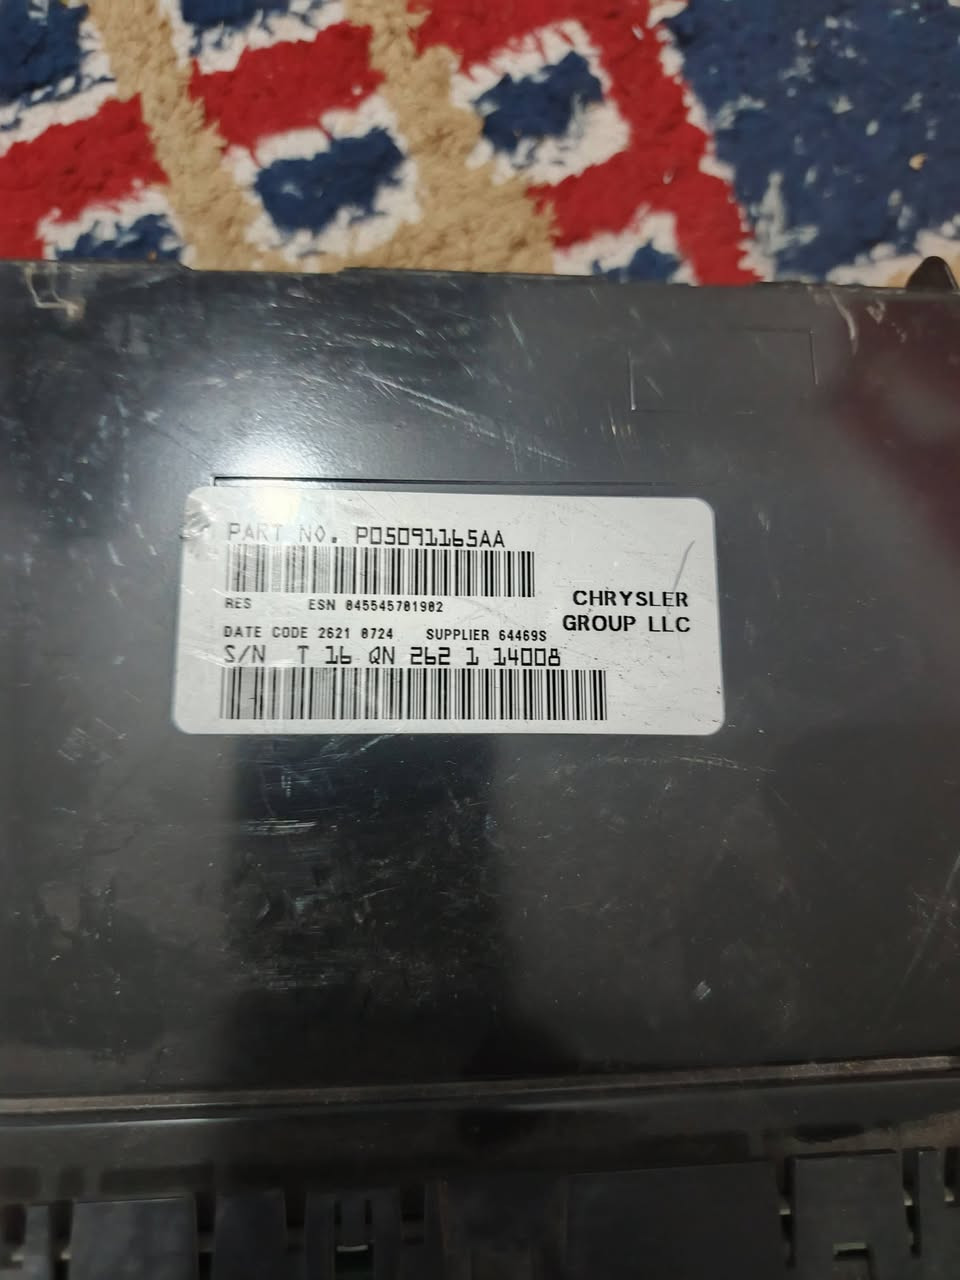 PART NO. P05091165AA
RES ESN 045545701902
CHRYSLER
GROUP LLC
DATE CODE 2621 0724 SUPPLIER 64469S
S/N T 16 QN 262 1 14008